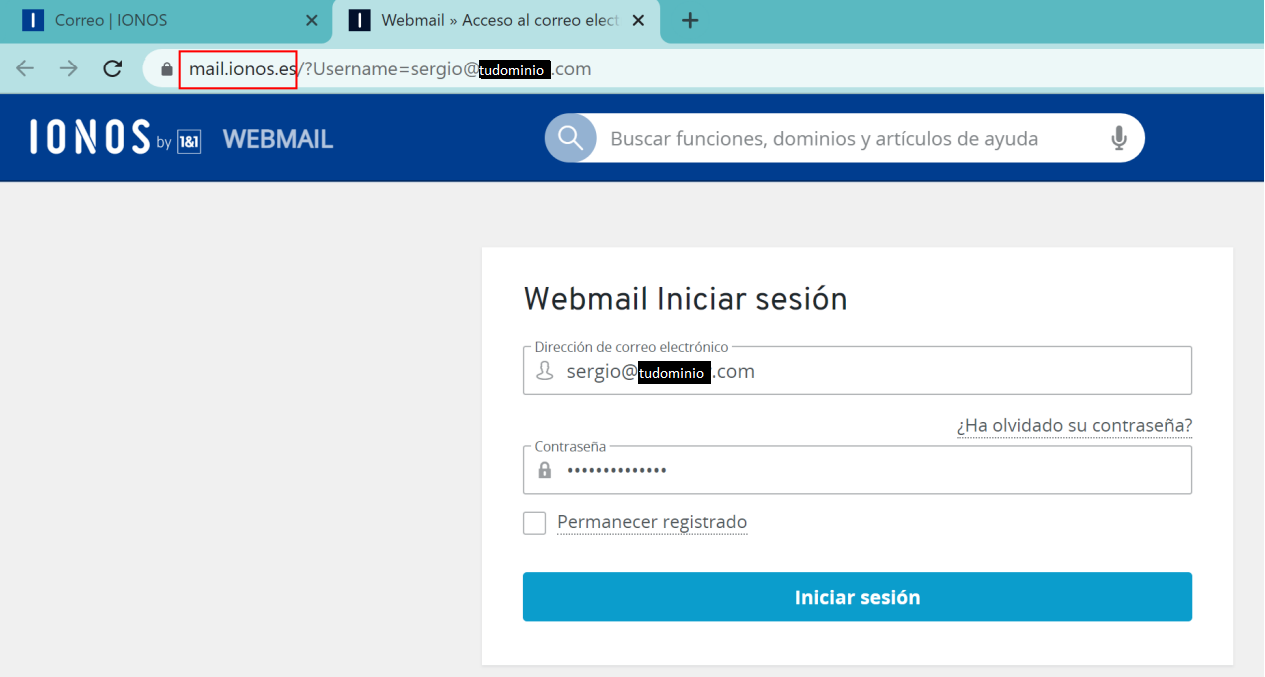 Correo | IONOS
Webmail » Acceso al correo elect
mail.ionos.es/?Username=sergio@tudominio.com
IONOS by 1&1 WEBMAIL
Buscar funciones, dominios y artículos de ayuda
Webmail Iniciar sesión
Dirección de correo electrónico
sergio@tudominio.com
¿Ha olvidado su contraseña?
Contraseña
••••••••••••••
Permanecer registrado
Iniciar sesión